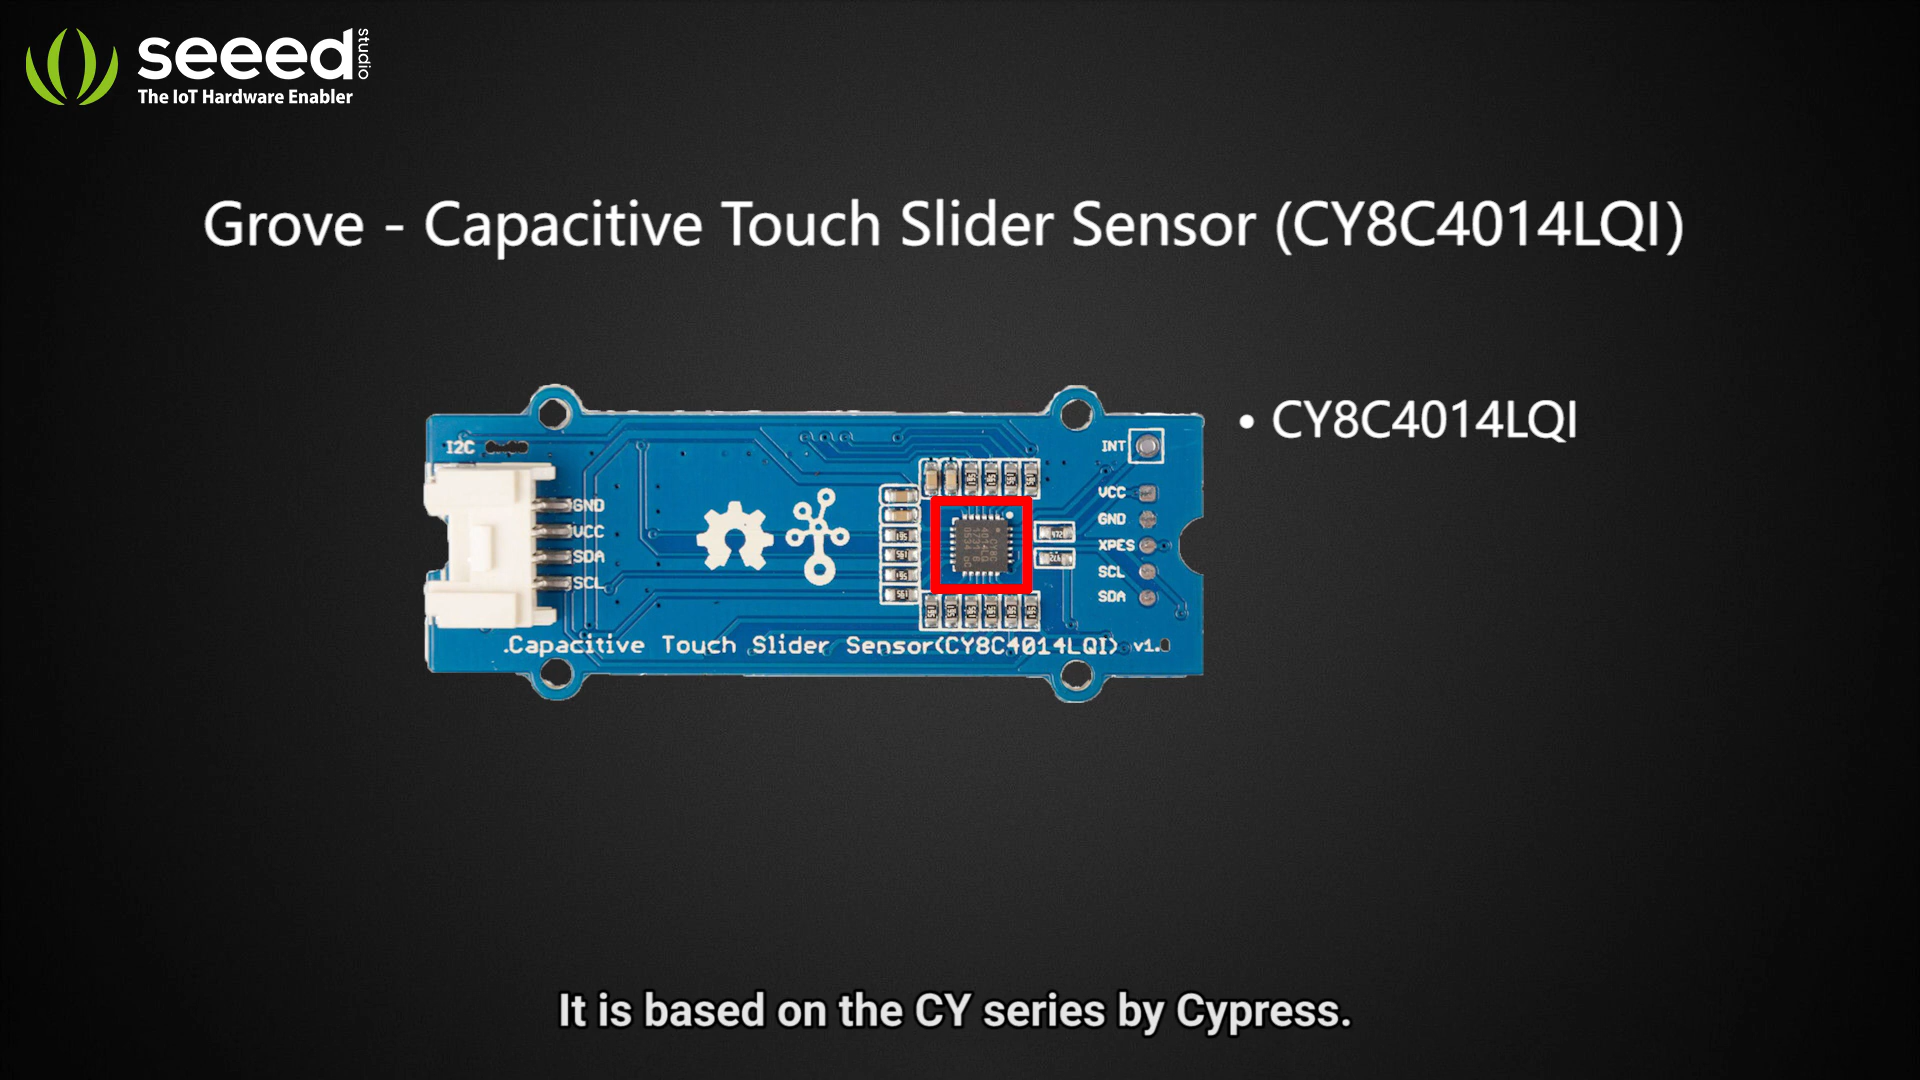 seeed studio
The IoT Hardware Enabler
Grove - Capacitive Touch Slider Sensor (CY8C4014LQI)
• CY8C4014LQI
I2C
GND
VCC
SDA
SCL
INT
VCC
GND
XPES
SCL
SDA
Capacitive Touch Slider Sensor(CY8C4014LQI) v1.0
It is based on the CY series by Cypress.